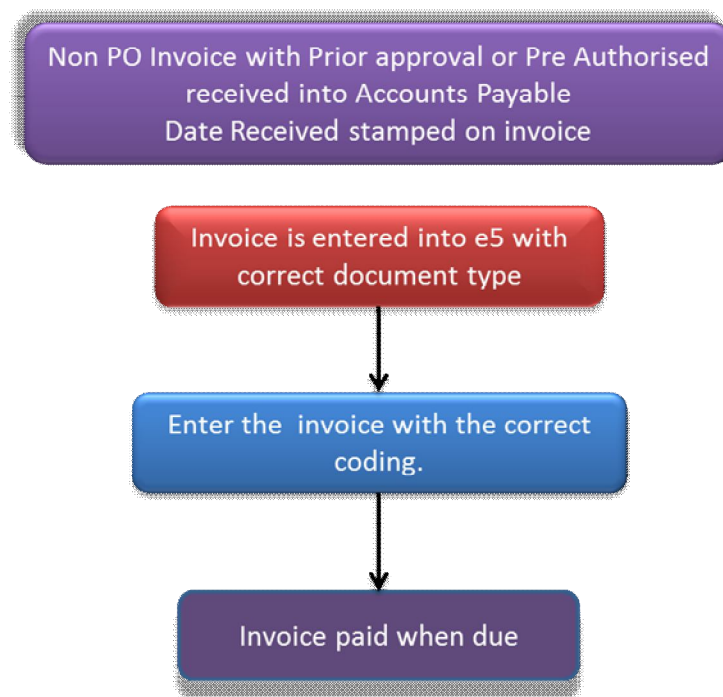 Non PO Invoice with Prior approval or Pre Authorised
received into Accounts Payable
Date Received stamped on invoice
Invoice is entered into e5 with
correct document type
Enter the  invoice with the correct
coding.
Invoice paid when due